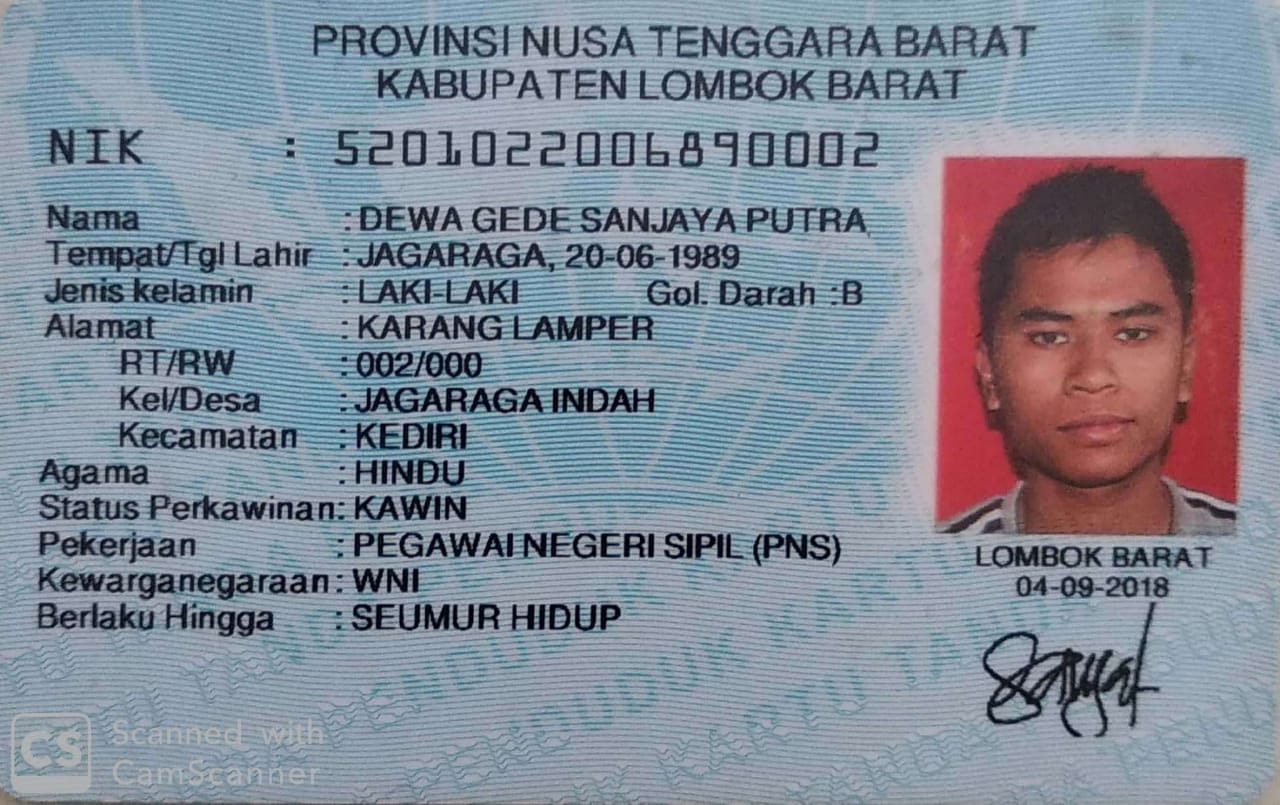 PROVINSI NUSA TENGGARA BARAT
KABUPATEN LOMBOK BARAT
NIK : 5201022006890002
Nama : DEWA GEDE SANJAYA PUTRA
Tempat/Tgl Lahir : JAGARAGA, 20-06-1989
Jenis kelamin : LAKI-LAKI Gol. Darah : B
Alamat : KARANG LAMPER
RT/RW : 002/000
Kel/Desa : JAGARAGA INDAH
Kecamatan : KEDIRI
Agama : HINDU
Status Perkawinan: KAWIN
Pekerjaan : PEGAWAI NEGERI SIPIL (PNS)
Kewarganegaraan : WNI
Berlaku Hingga : SEUMUR HIDUP
LOMBOK BARAT
04-09-2018
CS Scanned with
CamScanner